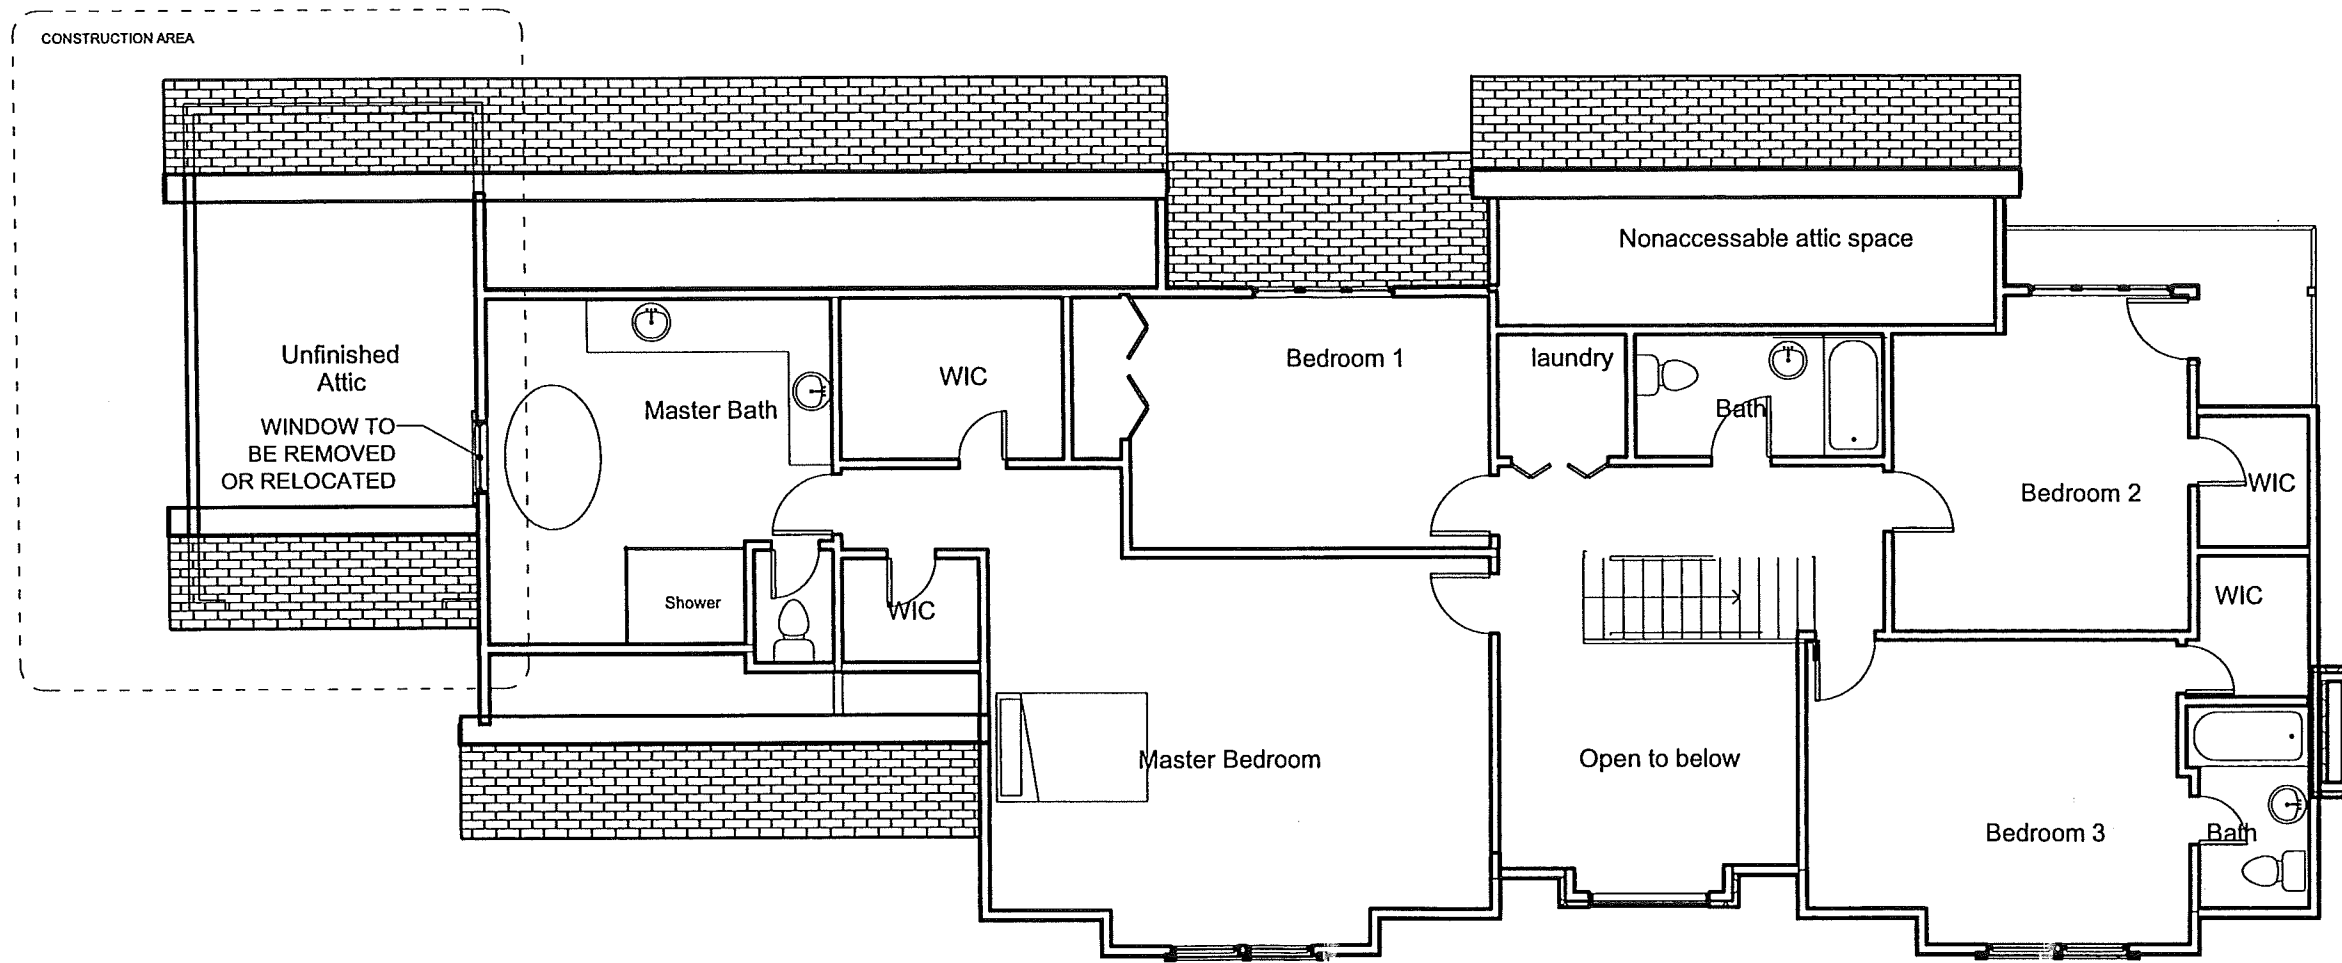 CONSTRUCTION AREA
Nonaccessable attic space
Unfinished
Attic
WINDOW TO
BE REMOVED
OR RELOCATED
Master Bath
WIC
Bedroom 1
laundry
Bath
Bedroom 2
WIC
Shower
WIC
WIC
Master Bedroom
Open to below
Bedroom 3
Bath